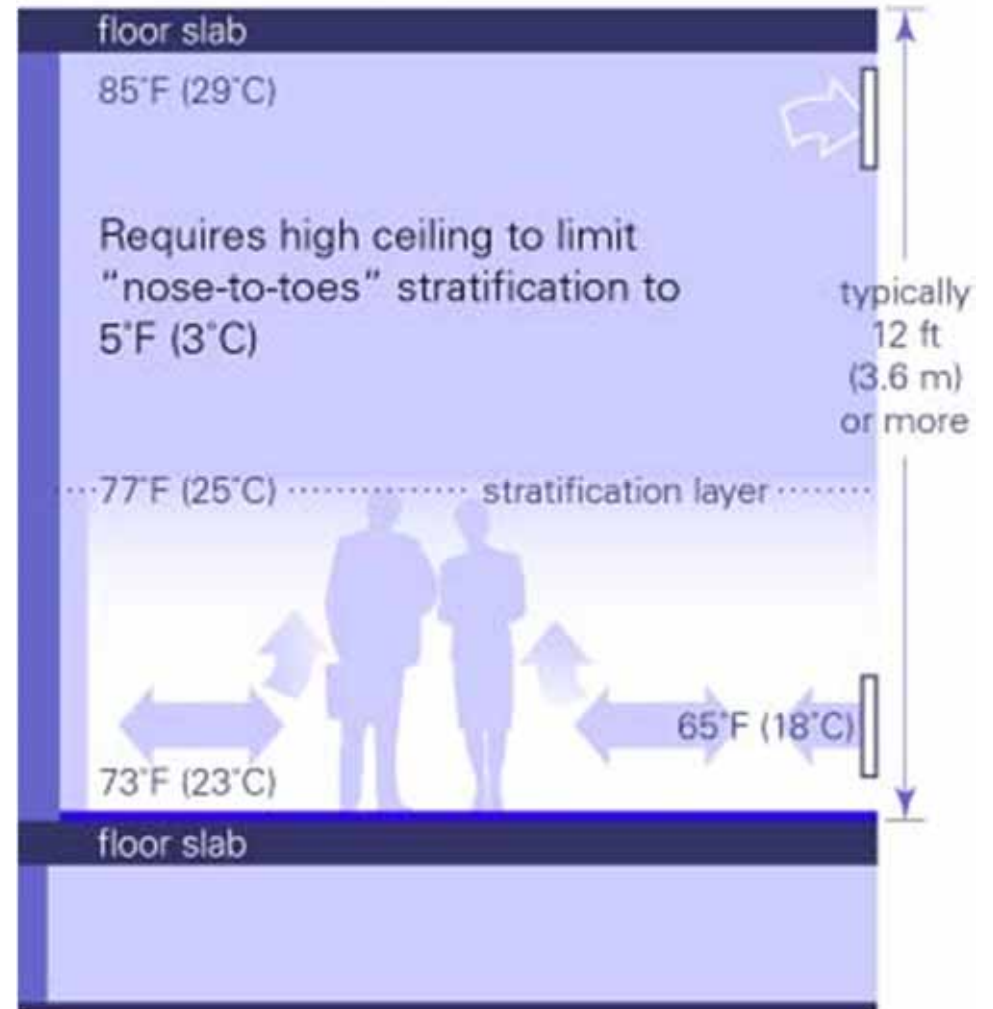 floor slab
85°F (29°C)
Requires high ceiling to limit
“nose-to-toes” stratification to
5°F (3°C)
typically
12 ft
(3.6 m)
or more
77°F (25°C)
stratification layer
65°F (18°C)
73°F (23°C)
floor slab